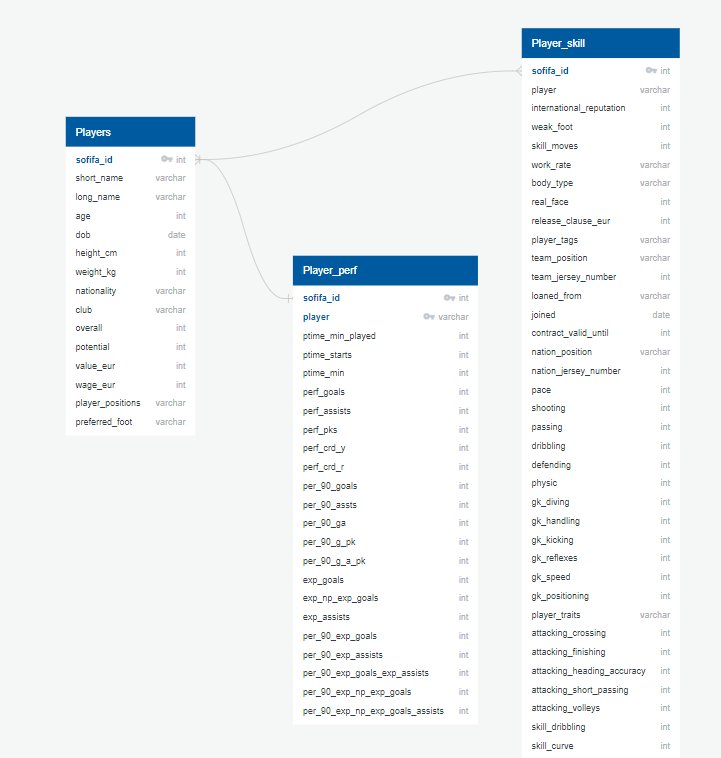 Players
sofifa_id int
short_name varchar
long_name varchar
age int
dob date
height_cm int
weight_kg int
nationality varchar
club varchar
overall int
potential int
value_eur int
wage_eur int
player_positions varchar
preferred_foot varchar
Player_perf
sofifa_id int
player varchar
ptime_min_played int
ptime_starts int
ptime_min int
perf_goals int
perf_assists int
perf_pks int
perf_crd_y int
perf_crd_r int
per_90_goals int
per_90_assts int
per_90_ga int
per_90_g_pk int
per_90_g_a_pk int
exp_goals int
exp_np_exp_goals int
exp_assists int
per_90_exp_goals int
per_90_exp_assists int
per_90_exp_goals_exp_assists int
per_90_exp_np_exp_goals int
per_90_exp_np_exp_goals_assists int
Player_skill
sofifa_id int
player varchar
international_reputation int
weak_foot int
skill_moves int
work_rate varchar
body_type varchar
real_face int
release_clause_eur int
player_tags varchar
team_position varchar
team_jersey_number int
loaned_from varchar
joined date
contract_valid_until int
nation_position varchar
nation_jersey_number int
pace int
shooting int
passing int
dribbling int
defending int
physic int
gk_diving int
gk_handling int
gk_kicking int
gk_reflexes int
gk_speed int
gk_positioning int
player_traits varchar
attacking_crossing int
attacking_finishing int
attacking_heading_accuracy int
attacking_short_passing int
attacking_volleys int
skill_dribbling int
skill_curve int